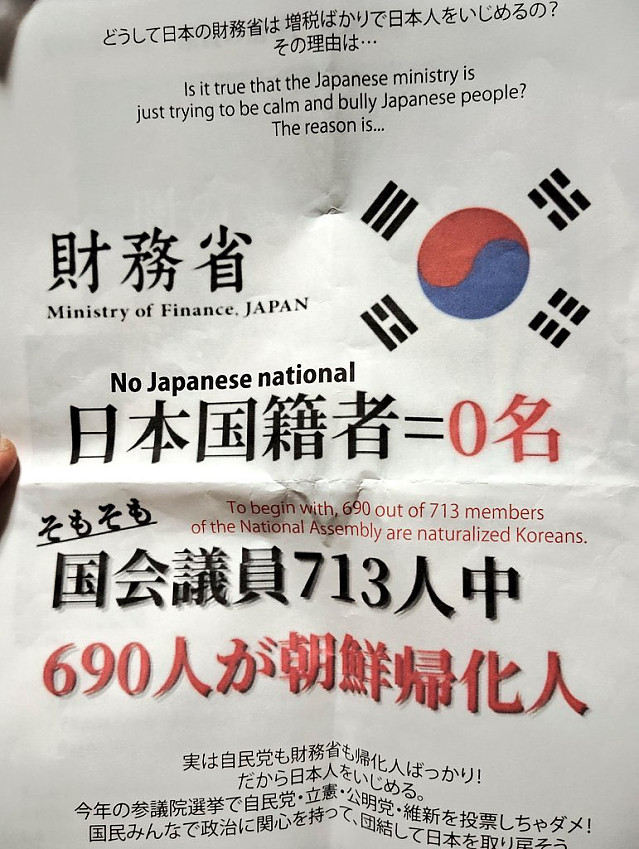 どうして日本の財務省は 増税ばかりで日本人をいじめるの？
その理由は…
Is it true that the Japanese ministry is
just trying to be calm and bully Japanese people?
The reason is...
財務省
Ministry of Finance, JAPAN
No Japanese national
日本国籍者=0名
そもそも
To begin with, 690 out of 713 members
of the National Assembly are naturalized Koreans.
国会議員713人中
690人が朝鮮帰化人
実は自民党も財務省も帰化人ばっかり！
だから日本人をいじめる。
今年の参議院選挙で自民党・立憲・公明党・維新を投票しちゃダメ！
国民みんなで政治に関心を持って、団結して日本を取り戻そう